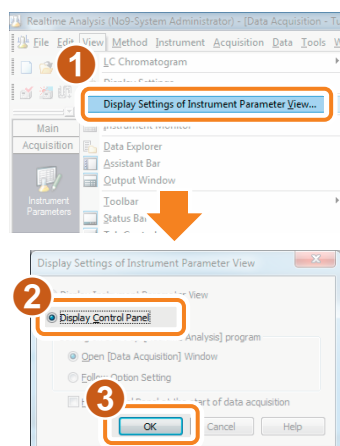 Realtime Analysis (No9-System Administrator) - [Data Acquisition - Ty
File Edit View Method Instrument Acquisition Data Tools W
1
LC Chromatogram
Display Settings
Display Settings of Instrument Parameter View...
Instrument Monitor
Main
Acquisition
Data Explorer
Assistant Bar
Output Window
Instrument
Parameters
Toolbar
Status Bar
Display Settings of Instrument Parameter View
2
View
Display Control Panel
Analysis] program
Open [Data Acquisition] Window
Follow Option Setting
3
start of data acquisition
OK Cancel Help